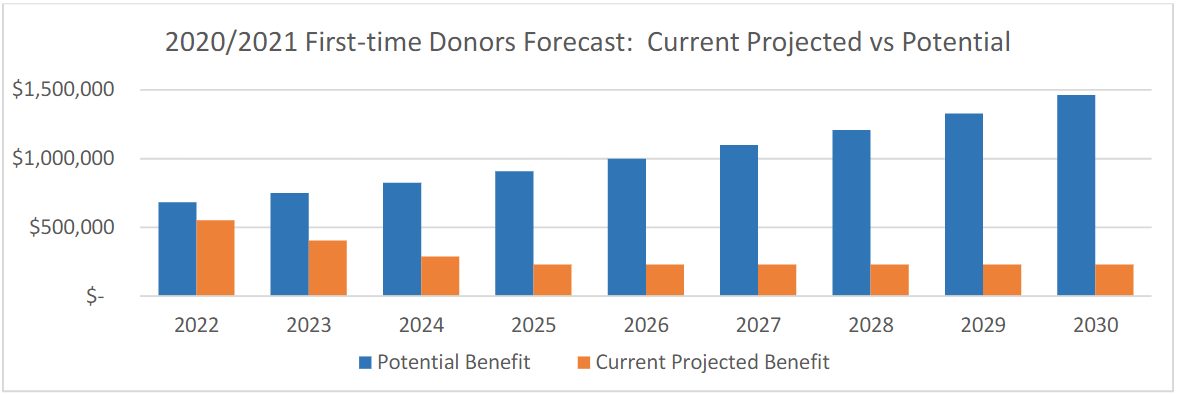 2020/2021 First-time Donors Forecast:  Current Projected vs Potential
$1,500,000
$1,000,000
$500,000
$-
2022 2023 2024 2025 2026 2027 2028 2029 2030
Potential Benefit Current Projected Benefit